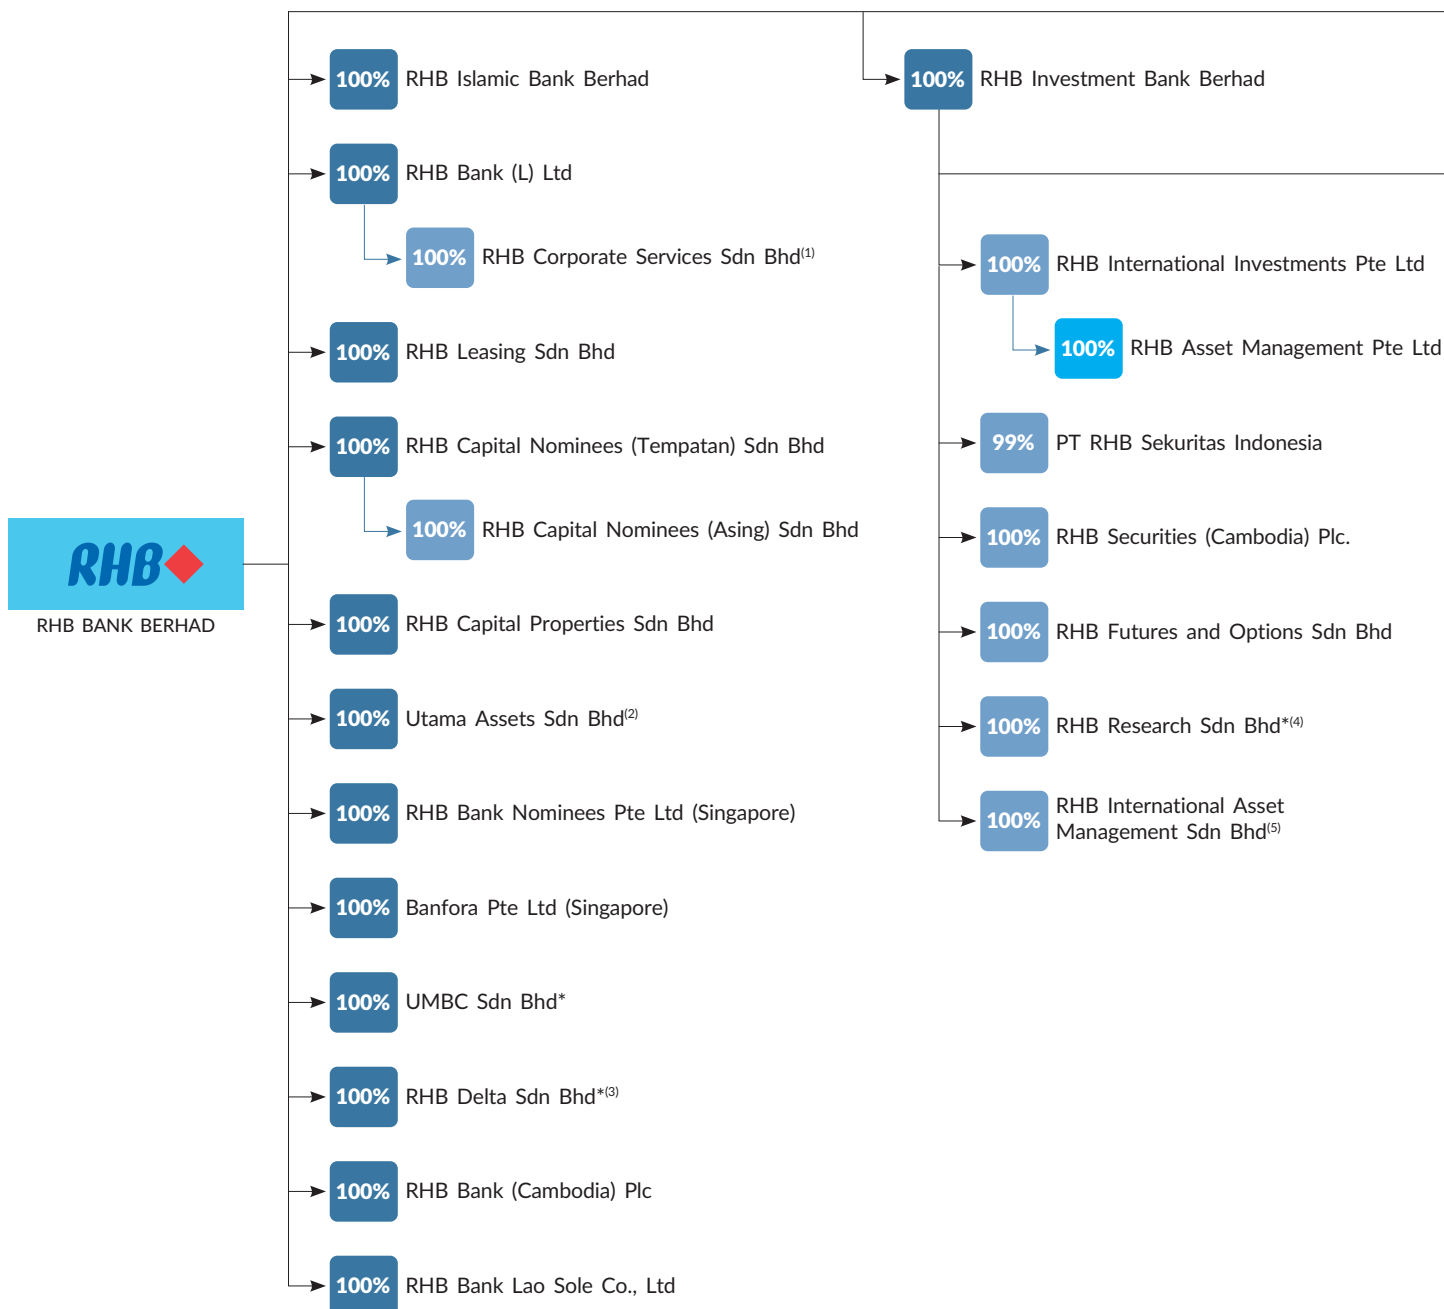 RHB
RHB BANK BERHAD
100% RHB Islamic Bank Berhad
100% RHB Bank (L) Ltd
100% RHB Corporate Services Sdn Bhd(1)
100% RHB Leasing Sdn Bhd
100% RHB Capital Nominees (Tempatan) Sdn Bhd
100% RHB Capital Nominees (Asing) Sdn Bhd
100% RHB Capital Properties Sdn Bhd
100% Utama Assets Sdn Bhd(2)
100% RHB Bank Nominees Pte Ltd (Singapore)
100% Banfora Pte Ltd (Singapore)
100% UMBC Sdn Bhd*
100% RHB Delta Sdn Bhd*(3)
100% RHB Bank (Cambodia) Plc
100% RHB Bank Lao Sole Co., Ltd
100% RHB Investment Bank Berhad
100% RHB International Investments Pte Ltd
100% RHB Asset Management Pte Ltd
99% PT RHB Sekuritas Indonesia
100% RHB Securities (Cambodia) Plc.
100% RHB Futures and Options Sdn Bhd
100% RHB Research Sdn Bhd*(4)
100% RHB International Asset
Management Sdn Bhd(5)